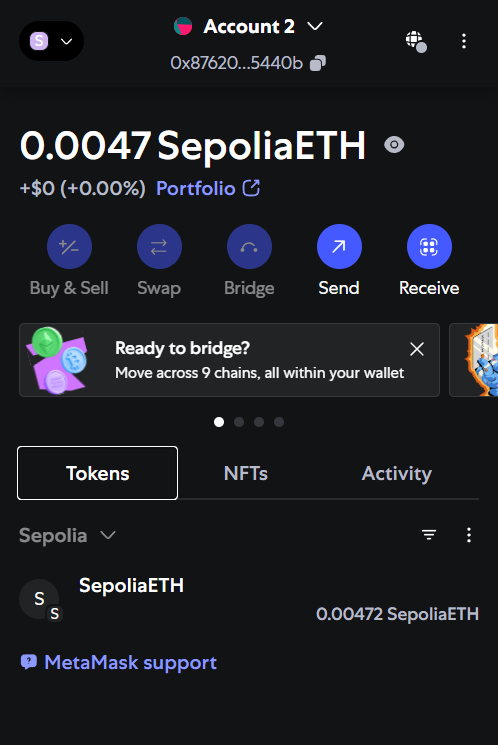 S
Account 2
0x87620...5440b
0.0047 SepoliaETH
+$0 (+0.00%) Portfolio
Buy & Sell Swap Bridge Send Receive
Ready to bridge?
Move across 9 chains, all within your wallet
Tokens NFTs Activity
Sepolia
S
S
SepoliaETH
0.00472 SepoliaETH
MetaMask support